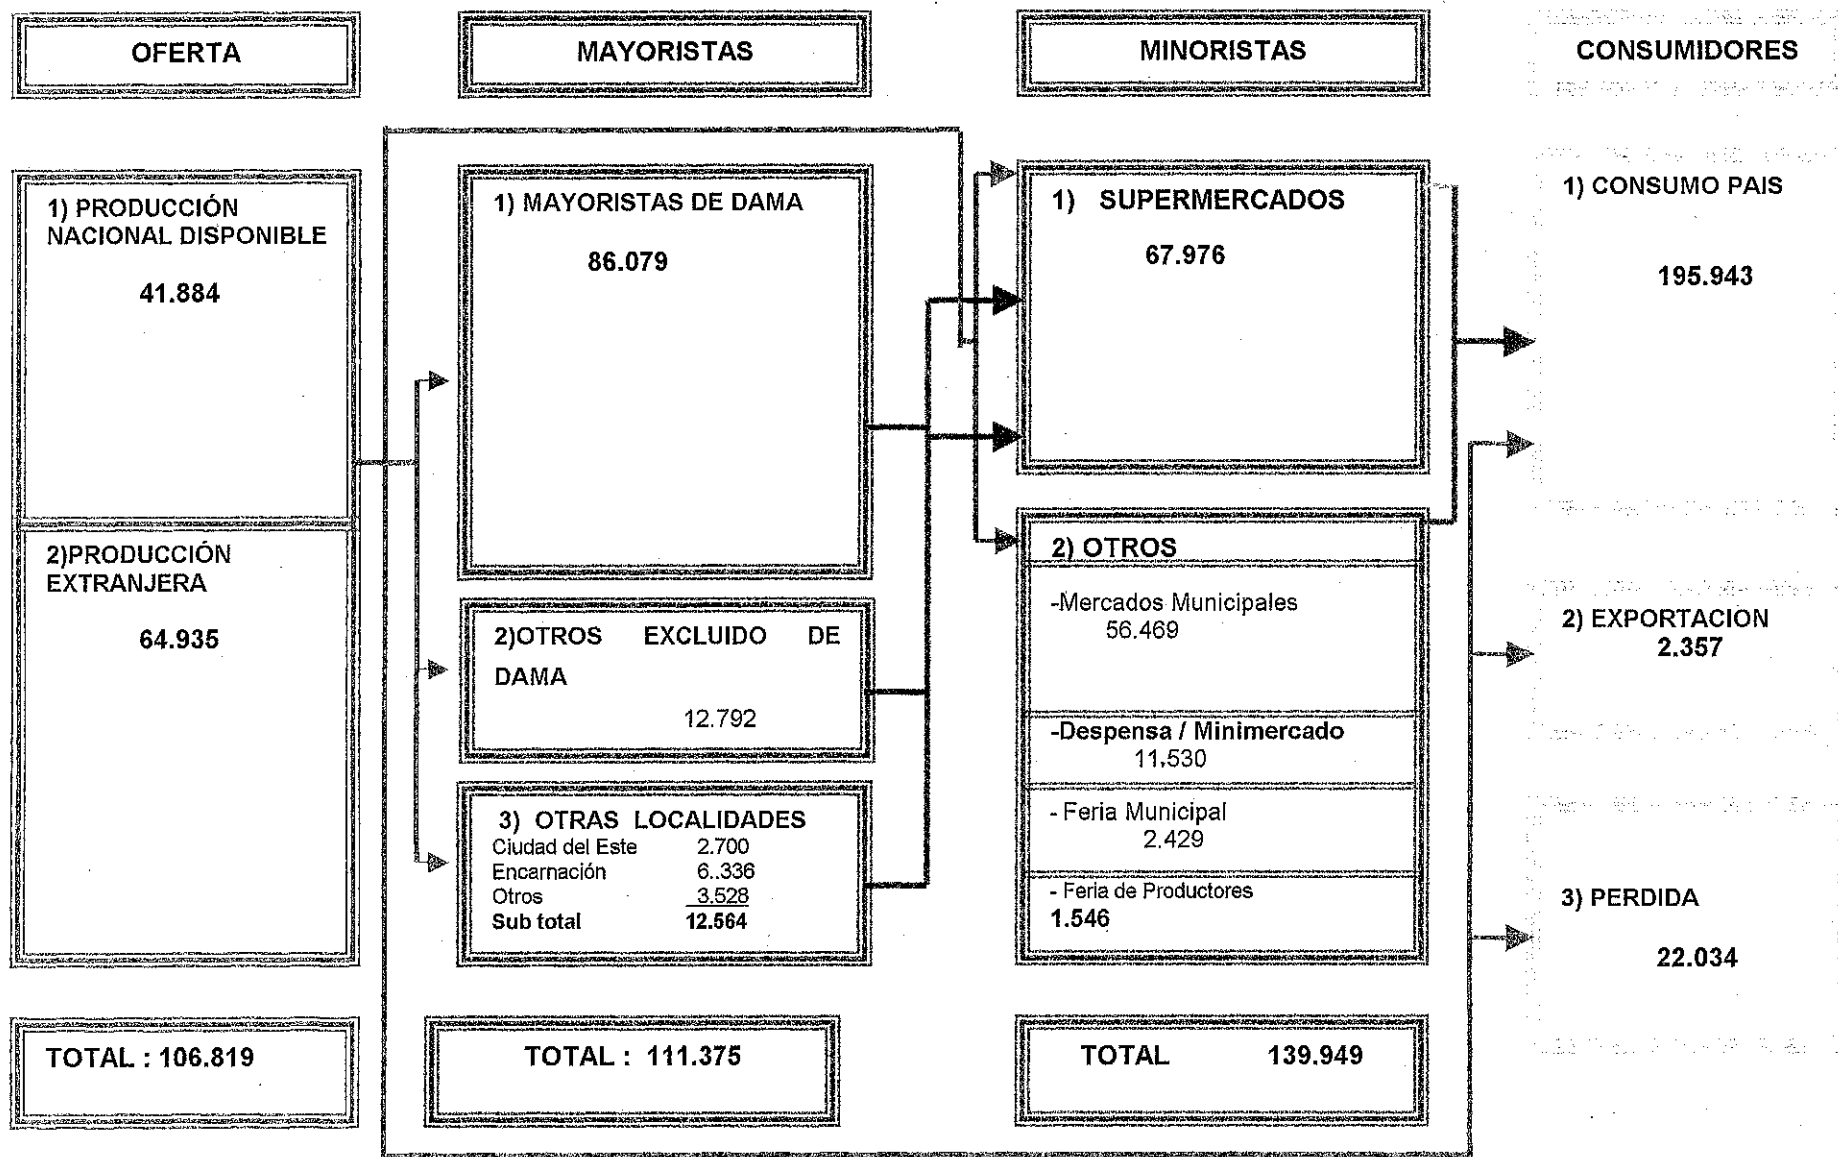 OFERTA
MAYORISTAS
MINORISTAS
CONSUMIDORES
1) PRODUCCIÓN
NACIONAL DISPONIBLE
41.884
2)PRODUCCIÓN
EXTRANJERA
64.935
TOTAL : 106.819
1) MAYORISTAS DE DAMA
86.079
2)OTROS EXCLUIDO DE
DAMA
12.792
3) OTRAS LOCALIDADES
Ciudad del Este 2.700
Encarnación 6..336
Otros 3.528
Sub total 12.564
TOTAL : 111.375
1) SUPERMERCADOS
67.976
2) OTROS
-Mercados Municipales
56.469
-Despensa / Minimercado
11.530
- Feria Municipal
2.429
- Feria de Productores
1.546
TOTAL 139.949
1) CONSUMO PAIS
195.943
2) EXPORTACION
2.357
3) PERDIDA
22.034